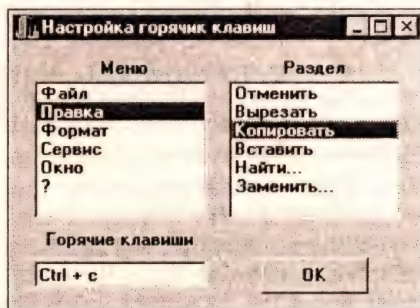 Настройка горячик клавиш
Меню
Раздел
Файл
Правка
Формат
Сервис
Окно
?
Отменить
Вырезать
Копировать
Вставить
Найти...
Заменить...
Горячие клавиши
Ctrl + c
OK